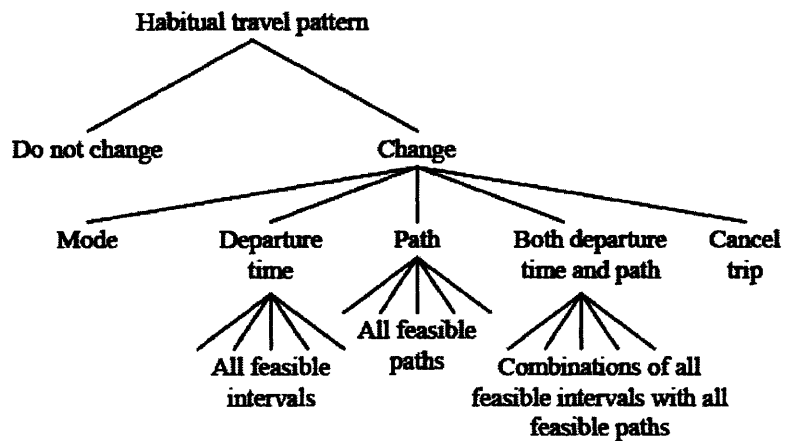 Habitual travel pattern
Do not change
Change
Mode
Departure
time
Path
Both departure
time and path
Cancel
trip
All feasible
intervals
All feasible
paths
Combinations of all
feasible intervals with all
feasible paths